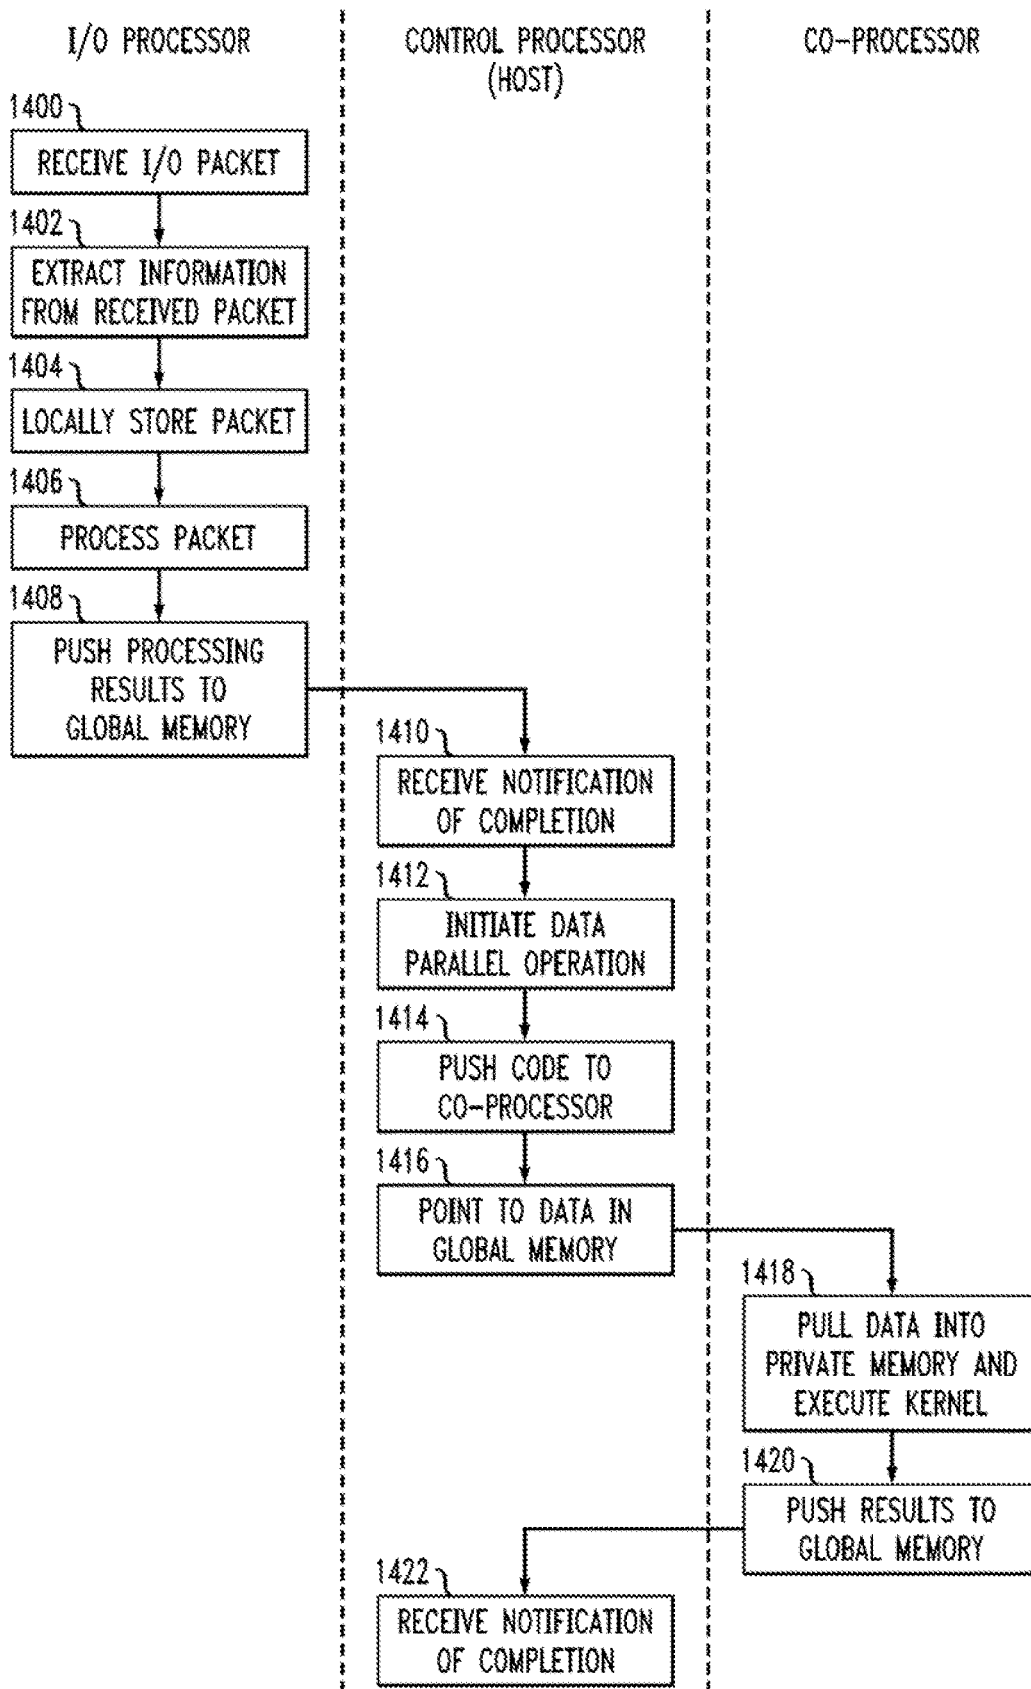 I/O PROCESSOR
CONTROL PROCESSOR
(HOST)
CO-PROCESSOR
1400
RECEIVE I/O PACKET
1402
EXTRACT INFORMATION
FROM RECEIVED PACKET
1404
LOCALLY STORE PACKET
1406
PROCESS PACKET
1408
PUSH PROCESSING
RESULTS TO
GLOBAL MEMORY
1410
RECEIVE NOTIFICATION
OF COMPLETION
1412
INITIATE DATA
PARALLEL OPERATION
1414
PUSH CODE TO
CO-PROCESSOR
1416
POINT TO DATA IN
GLOBAL MEMORY
1418
PULL DATA INTO
PRIVATE MEMORY AND
EXECUTE KERNEL
1420
PUSH RESULTS TO
GLOBAL MEMORY
1422
RECEIVE NOTIFICATION
OF COMPLETION